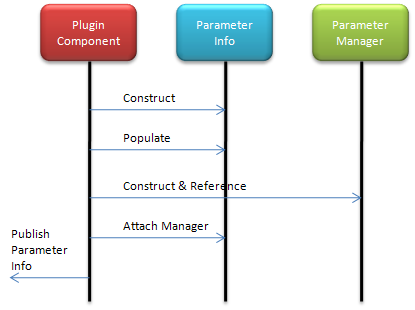 Plugin
Component
Parameter
Info
Parameter
Manager
Construct
Populate
Construct & Reference
Attach Manager
Publish
Parameter
Info